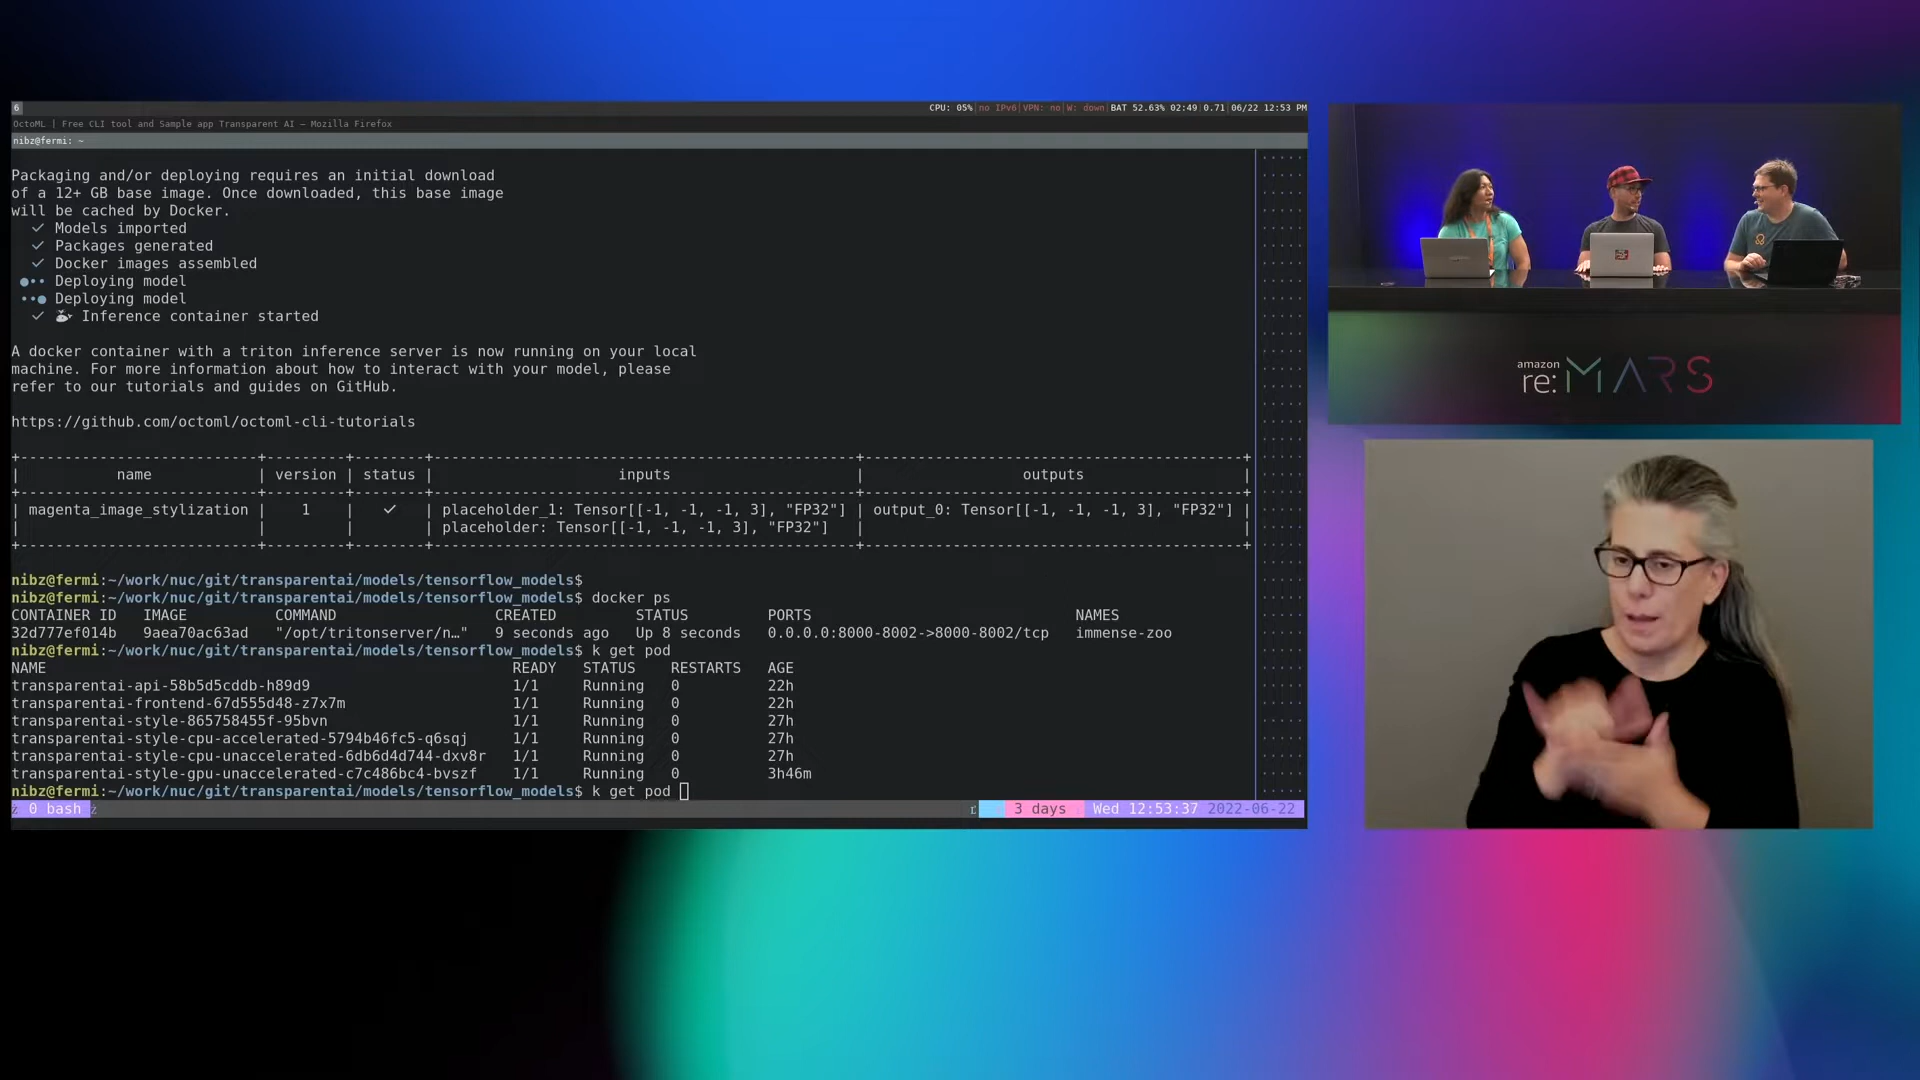 6 CPU: 05%| no IPv6|VPN: no|W: down|BAT 52.63% 02:49|0.71|06/22 12:53 PM
OctoML | Free CLI tool and Sample app Transparent AI — Mozilla Firefox
nibz@fermi: ~
Packaging and/or deploying requires an initial download
of a 12+ GB base image. Once downloaded, this base image
will be cached by Docker.
✓ Models imported
✓ Packages generated
✓ Docker images assembled
●•• Deploying model
••● Deploying model
✓ 🐳 Inference container started
A docker container with a triton inference server is now running on your local
machine. For more information about how to interact with your model, please
refer to our tutorials and guides on GitHub.
https://github.com/octoml/octoml-cli-tutorials
| name | version | status | inputs | outputs |
| magenta_image_stylization | 1 | ✓ | placeholder_1: Tensor[[-1, -1, -1, 3], "FP32"] | output_0: Tensor[[-1, -1, -1, 3], "FP32"] |
| | | | placeholder: Tensor[[-1, -1, -1, 3], "FP32"] | |
nibz@fermi:~/work/nuc/git/transparentai/models/tensorflow_models$
nibz@fermi:~/work/nuc/git/transparentai/models/tensorflow_models$ docker ps
CONTAINER ID IMAGE COMMAND CREATED STATUS PORTS NAMES
32d777ef014b 9aea70ac63ad "/opt/tritonserver/n…" 9 seconds ago Up 8 seconds 0.0.0.0:8000-8002->8000-8002/tcp immense-zoo
nibz@fermi:~/work/nuc/git/transparentai/models/tensorflow_models$ k get pod
NAME READY STATUS RESTARTS AGE
transparentai-api-58b5d5cddb-h89d9 1/1 Running 0 22h
transparentai-frontend-67d555d48-z7x7m 1/1 Running 0 22h
transparentai-style-865758455f-95bvn 1/1 Running 0 27h
transparentai-style-cpu-accelerated-5794b46fc5-q6sqj 1/1 Running 0 27h
transparentai-style-cpu-unaccelerated-6db6d4d744-dxv8r 1/1 Running 0 27h
transparentai-style-gpu-unaccelerated-c7c486bc4-bvszf 1/1 Running 0 3h46m
nibz@fermi:~/work/nuc/git/transparentai/models/tensorflow_models$ k get pod
0 bash 3 days Wed 12:53:37 2022-06-22
amazon
re:MARS